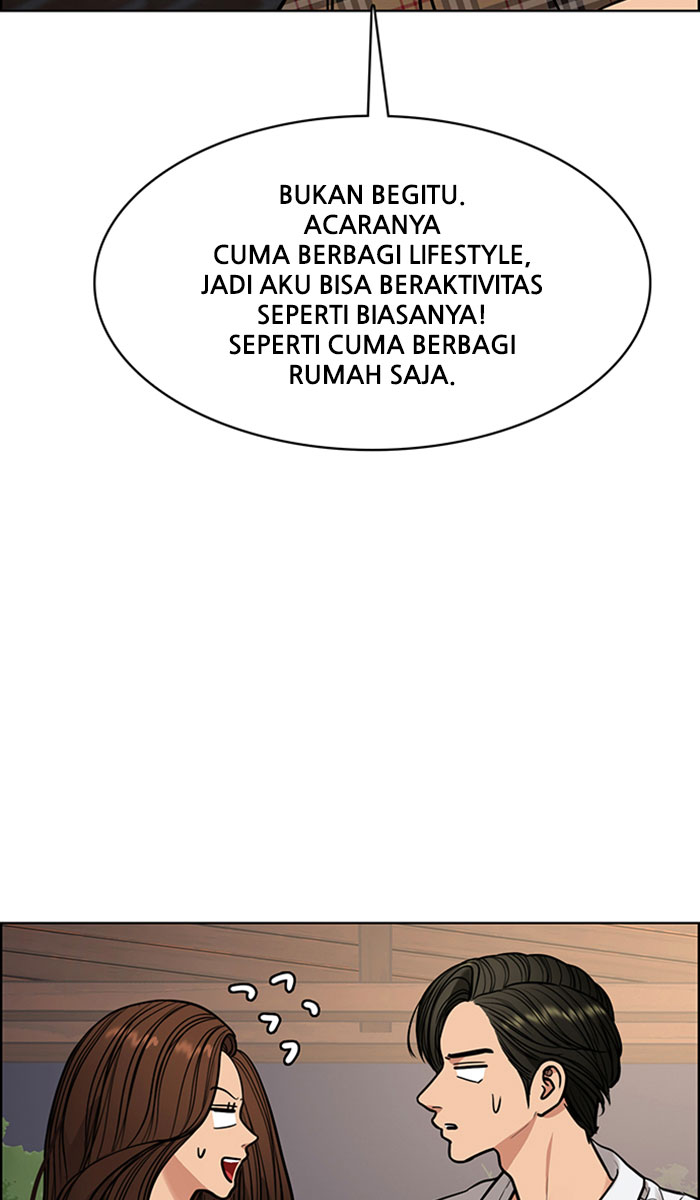 BUKAN BEGITU.
ACARANYA
CUMA BERBAGI LIFESTYLE,
JADI AKU BISA BERAKTIVITAS
SEPERTI BIASANYA!
SEPERTI CUMA BERBAGI
RUMAH SAJA.